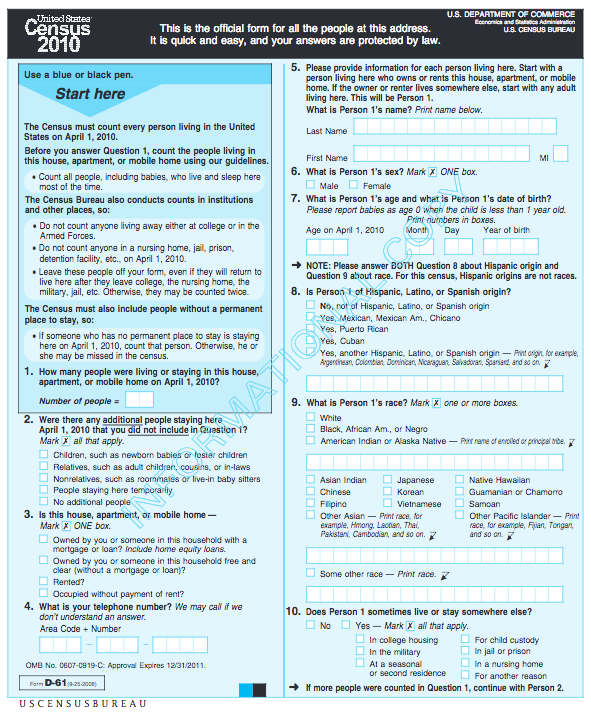 United States
Census
2010
This is the official form for all the people at this address.
It is quick and easy, and your answers are protected by law.
U.S. DEPARTMENT OF COMMERCE
Economics and Statistics Administration
U.S. CENSUS BUREAU
Use a blue or black pen.
Start here
The Census must count every person living in the United
States on April 1, 2010.
Before you answer Question 1, count the people living in
this house, apartment, or mobile home using our guidelines.
• Count all people, including babies, who live and sleep here
most of the time.
The Census Bureau also conducts counts in institutions
and other places, so:
• Do not count anyone living away either at college or in the
Armed Forces.
• Do not count anyone in a nursing home, jail, prison,
detention facility, etc., on April 1, 2010.
• Leave these people off your form, even if they will return to
live here after they leave college, the nursing home, the
military, jail, etc. Otherwise, they may be counted twice.
The Census must also include people without a permanent
place to stay, so:
• If someone who has no permanent place to stay is staying
here on April 1, 2010, count that person. Otherwise, he or
she may be missed in the census.
1. How many people were living or staying in this house,
apartment, or mobile home on April 1, 2010?
Number of people =
2. Were there any additional people staying here
April 1, 2010 that you did not include in Question 1?
Mark X all that apply.
Children, such as newborn babies or foster children
Relatives, such as adult children, cousins, or in-laws
Nonrelatives, such as roommates or live-in baby sitters
People staying here temporarily
No additional people
3. Is this house, apartment, or mobile home —
Mark X ONE box.
Owned by you or someone in this household with a
mortgage or loan? Include home equity loans.
Owned by you or someone in this household free and
clear (without a mortgage or loan)?
Rented?
Occupied without payment of rent?
4. What is your telephone number? We may call if we
don't understand an answer.
Area Code + Number
– –
OMB No. 0607-0919-C: Approval Expires 12/31/2011.
Form D-61 (9-25-2008)
USCENSUSBUREAU
5. Please provide information for each person living here. Start with a
person living here who owns or rents this house, apartment, or mobile
home. If the owner or renter lives somewhere else, start with any adult
living here. This will be Person 1.
What is Person 1's name? Print name below.
Last Name
First Name MI
6. What is Person 1's sex? Mark X ONE box.
Male Female
7. What is Person 1's age and what is Person 1's date of birth?
Please report babies as age 0 when the child is less than 1 year old.
Print numbers in boxes.
Age on April 1, 2010 Month Day Year of birth
➔ NOTE: Please answer BOTH Question 8 about Hispanic origin and
Question 9 about race. For this census, Hispanic origins are not races.
8. Is Person 1 of Hispanic, Latino, or Spanish origin?
No, not of Hispanic, Latino, or Spanish origin
Yes, Mexican, Mexican Am., Chicano
Yes, Puerto Rican
Yes, Cuban
Yes, another Hispanic, Latino, or Spanish origin — Print origin, for example,
Argentinean, Colombian, Dominican, Nicaraguan, Salvadoran, Spaniard, and so on.
9. What is Person 1's race? Mark X one or more boxes.
White
Black, African Am., or Negro
American Indian or Alaska Native — Print name of enrolled or principal tribe.
Asian Indian Japanese Native Hawaiian
Chinese Korean Guamanian or Chamorro
Filipino Vietnamese Samoan
Other Asian — Print race, for
example, Hmong, Laotian, Thai,
Pakistani, Cambodian, and so on.
Other Pacific Islander — Print
race, for example, Fijian, Tongan,
and so on.
Some other race — Print race.
10. Does Person 1 sometimes live or stay somewhere else?
No Yes — Mark X all that apply.
In college housing For child custody
In the military In jail or prison
At a seasonal
or second residence
In a nursing home
For another reason
➔ If more people were counted in Question 1, continue with Person 2.
INFORMATIONAL COPY